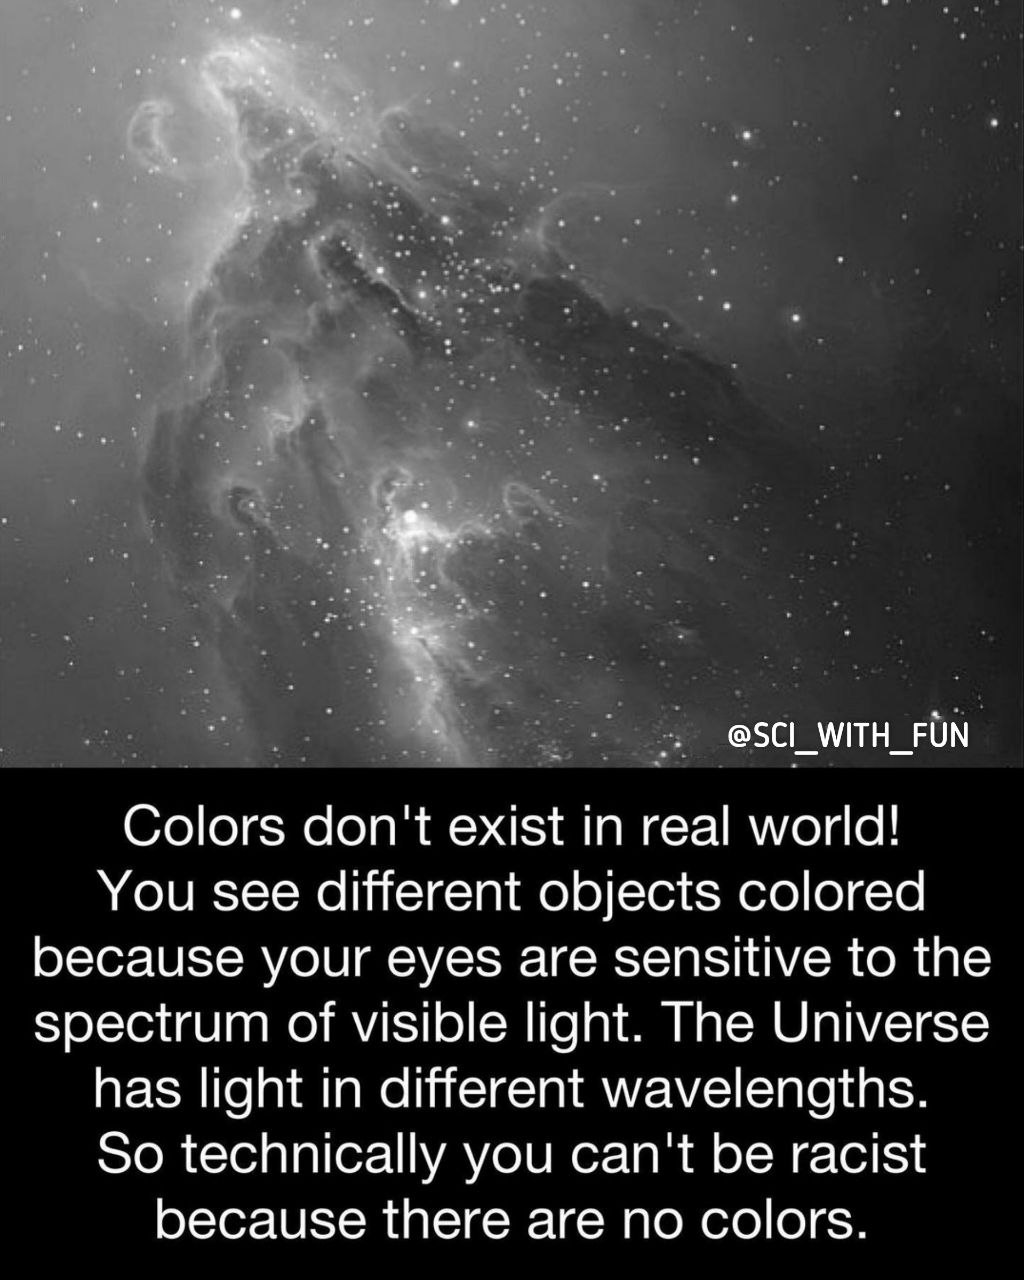 @SCI_WITH_FUN
Colors don't exist in real world!
You see different objects colored
because your eyes are sensitive to the
spectrum of visible light. The Universe
has light in different wavelengths.
So technically you can't be racist
because there are no colors.